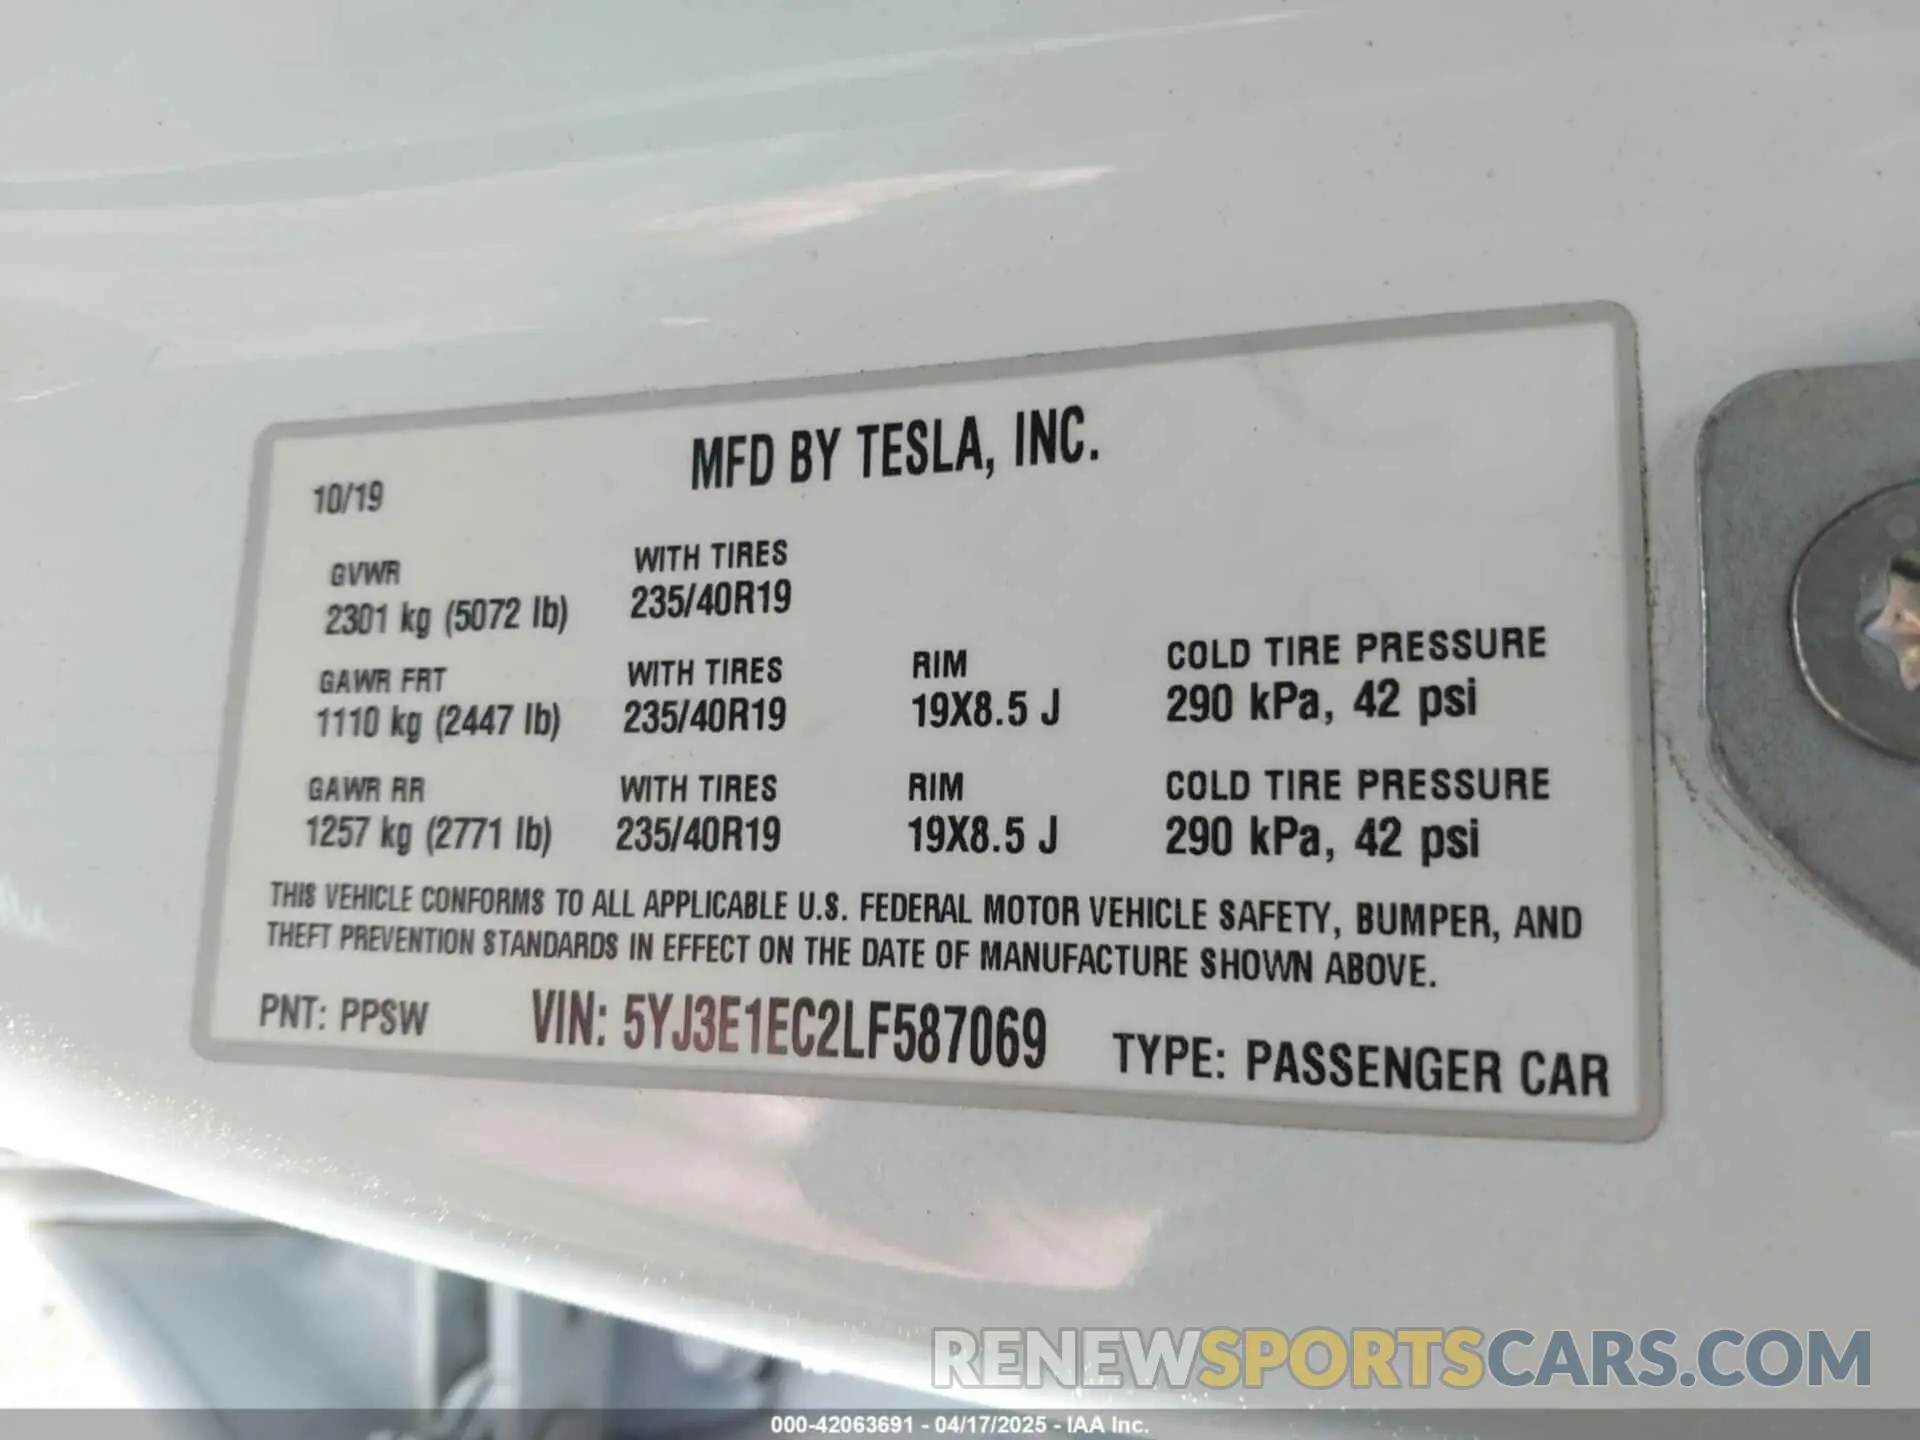 MFD BY TESLA, INC.
10/19
GVWR
2301 kg (5072 lb)
WITH TIRES
235/40R19
GAWR FRT
1110 kg (2447 lb)
WITH TIRES
235/40R19
RIM
19X8.5 J
COLD TIRE PRESSURE
290 kPa, 42 psi
GAWR RR
1257 kg (2771 lb)
WITH TIRES
235/40R19
RIM
19X8.5 J
COLD TIRE PRESSURE
290 kPa, 42 psi
THIS VEHICLE CONFORMS TO ALL APPLICABLE U.S. FEDERAL MOTOR VEHICLE SAFETY, BUMPER, AND
THEFT PREVENTION STANDARDS IN EFFECT ON THE DATE OF MANUFACTURE SHOWN ABOVE.
PNT: PPSW
VIN: 5YJ3E1EC2LF587069
TYPE: PASSENGER CAR
RENEWSPORTSCARS.COM
000-42063691 - 04/17/2025 - IAA Inc.